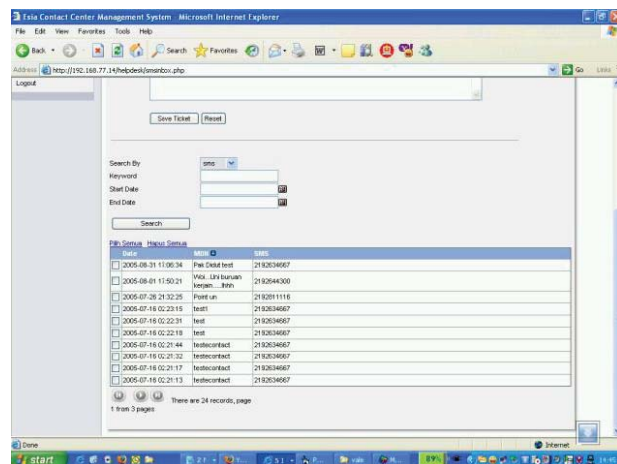 Esia Contact Center Management System Microsoft Internet Explorer
File Edit View Favorites Tools Help
Back Search Favorites
Address http://192.168.77.14/helpdesk/smsinbox.php Go Links
Logout
Save Ticket Reset
Search By sms
Keyword
Start Date
End Date
Search
Pilih Semua Hapus Semua
Date MDN SMS
2005-08-31 17:06:34 Pak Didut test 2192634667
2005-08-01 17:50:21 buruan 2192644300
2005-07-26 21:32:25 Point un 2192811116
2005-07-16 02:23:15 test1 2192634667
2005-07-16 02:22:31 test 2192634667
2005-07-16 02:22:18 test 2192634667
2005-07-16 02:21:44 testecontact 2192634667
2005-07-16 02:21:32 testecontact 2192634667
2005-07-16 02:21:17 testecontact 2192634667
2005-07-16 02:21:13 testecontact 2192634667
There are 24 records, page
1 from 3 pages
Done Internet
start 89%